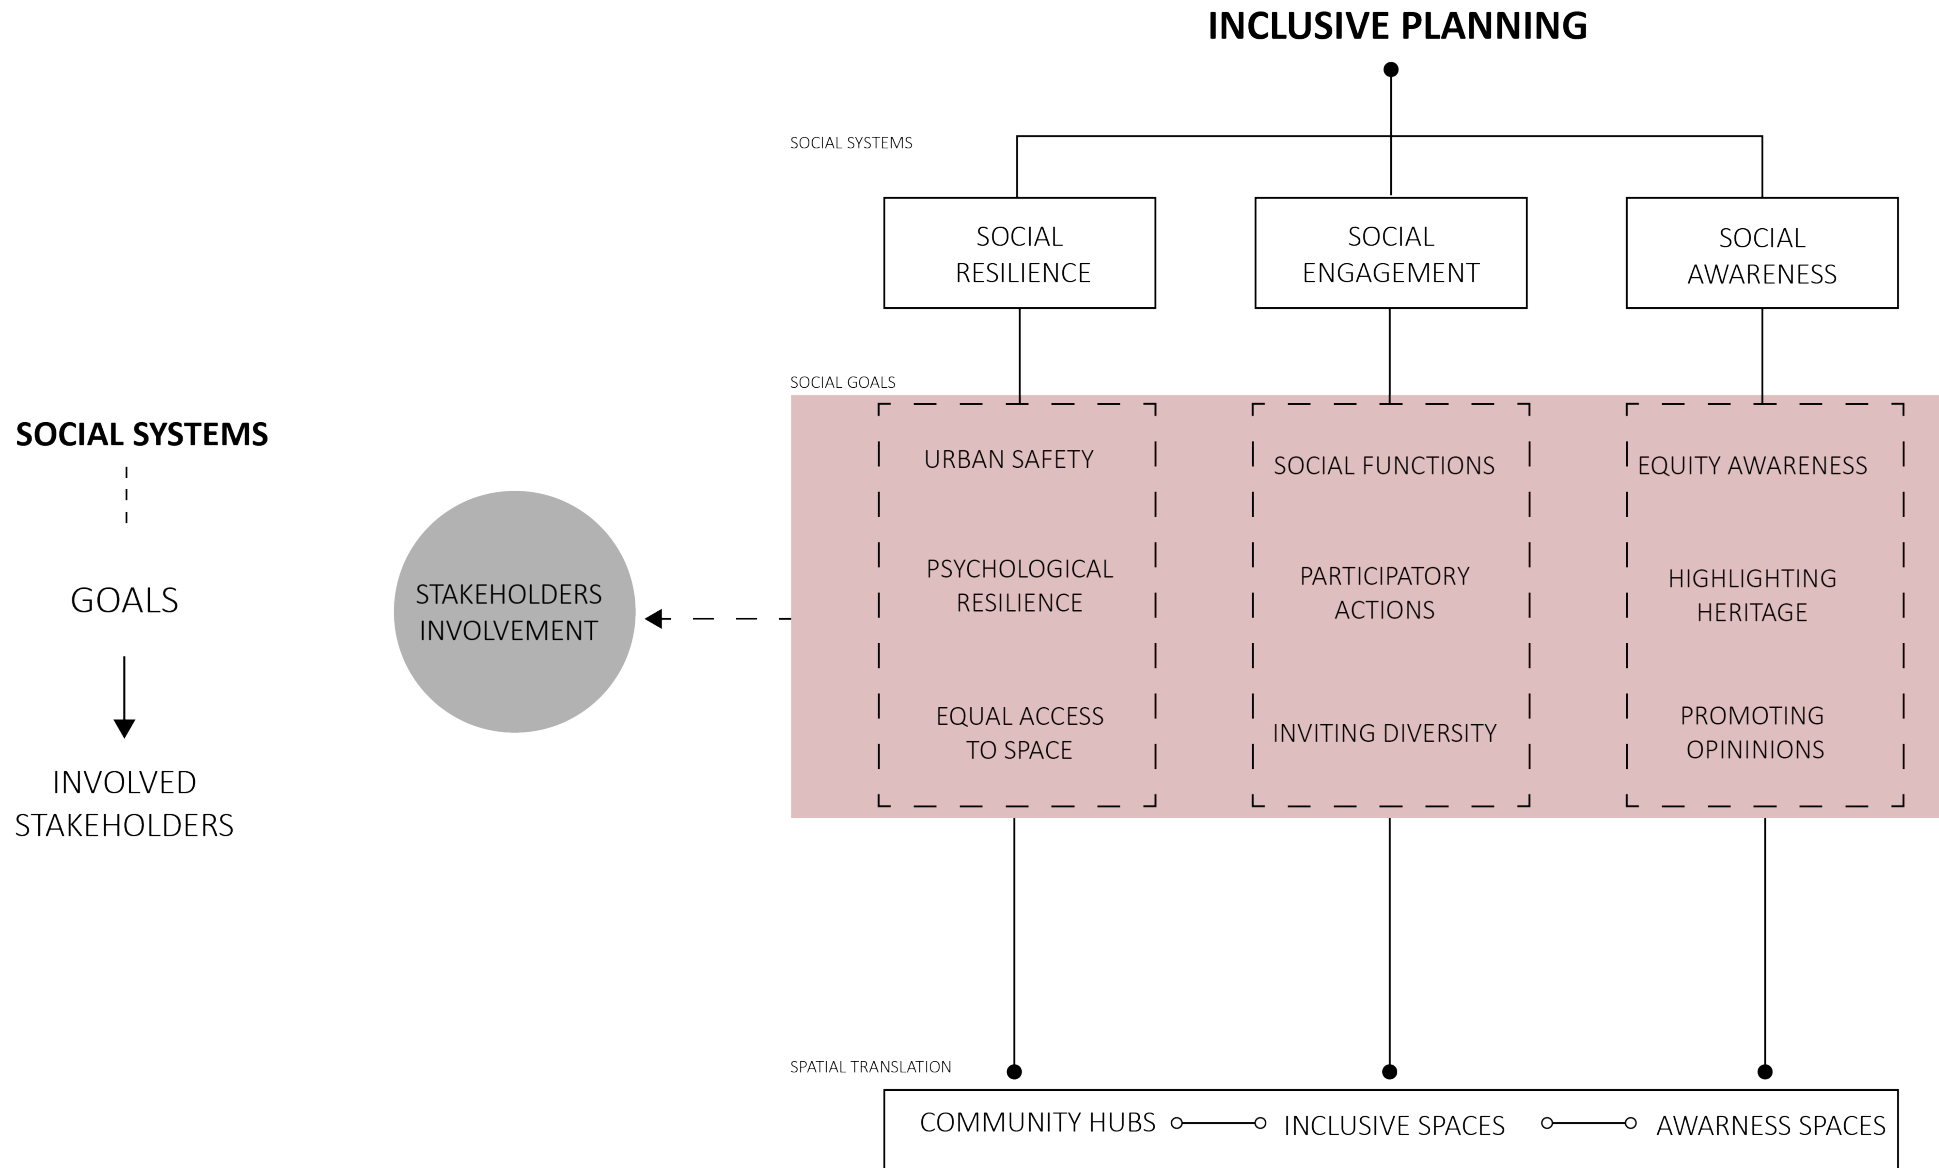 INCLUSIVE PLANNING
SOCIAL SYSTEMS
SOCIAL
RESILIENCE
SOCIAL
ENGAGEMENT
SOCIAL
AWARENESS
SOCIAL GOALS
SOCIAL SYSTEMS
GOALS
INVOLVED
STAKEHOLDERS
STAKEHOLDERS
INVOLVEMENT
URBAN SAFETY
PSYCHOLOGICAL
RESILIENCE
EQUAL ACCESS
TO SPACE
SOCIAL FUNCTIONS
PARTICIPATORY
ACTIONS
INVITING DIVERSITY
EQUITY AWARENESS
HIGHLIGHTING
HERITAGE
PROMOTING
OPININIONS
SPATIAL TRANSLATION
COMMUNITY HUBS
INCLUSIVE SPACES
AWARNESS SPACES